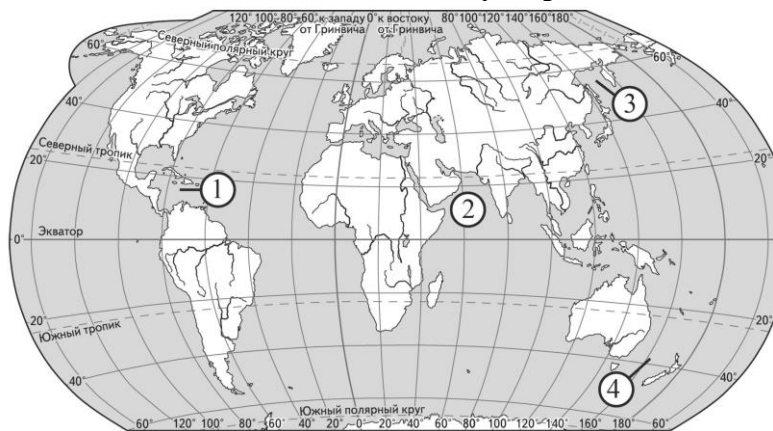 120° 100°-80°-60° к западу 0° к востоку 80° 100° 120° 140° 160° 180°
от Гринвича от Гринвича
Северный полярный круг
60° 60°
40° 40°
Северный тропик
20° 20°
1
2
3
Экватор
0° 0°
20° 20°
Южный тропик
40° 40°
4
Южный полярный круг
60° 120° 100° 80° 60° 40° 20° 0° 20° 40° 60° 80° 100° 120° 140° 160° 180° 60°